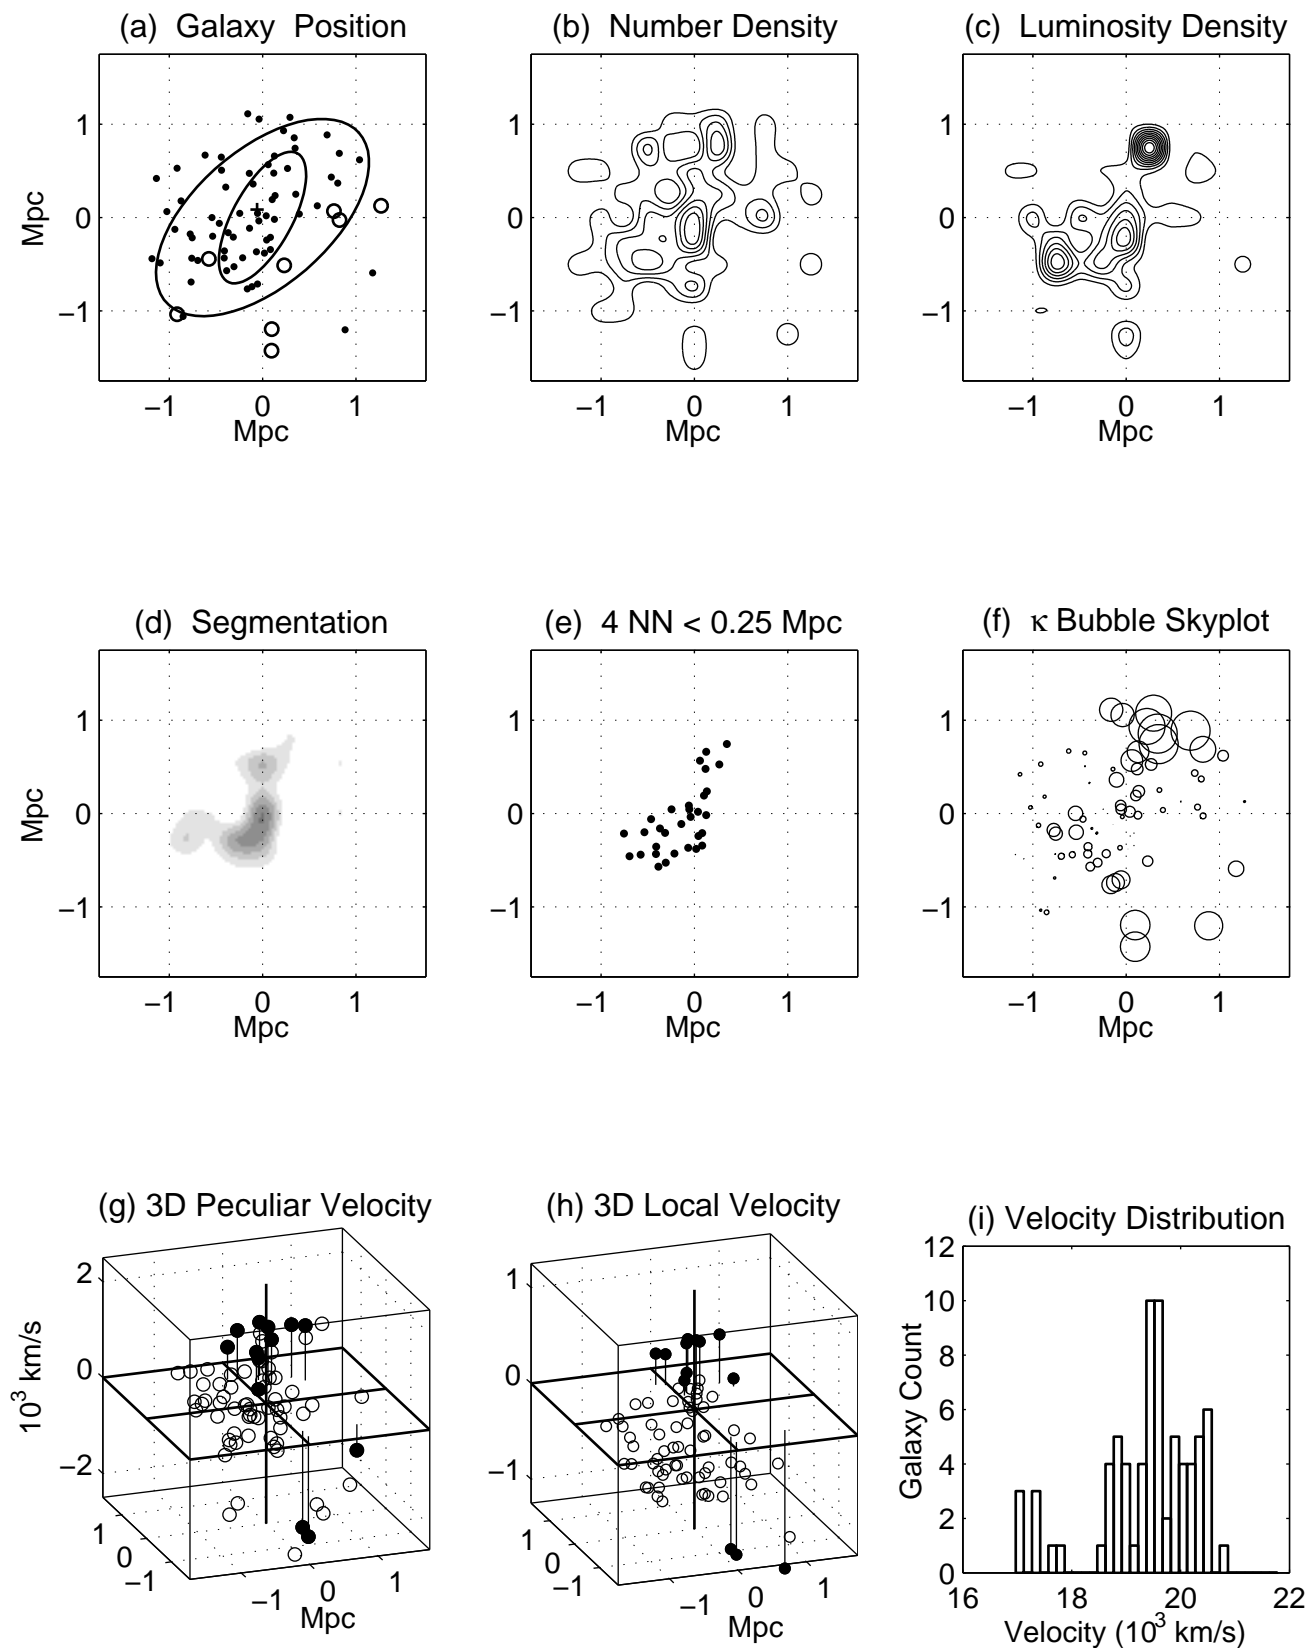 (a) Galaxy Position
(b) Number Density
(c) Luminosity Density
Mpc
1
0
−1
−1 0 1
Mpc
1
0
−1
−1 0 1
Mpc
1
0
−1
−1 0 1
Mpc
(d) Segmentation
(e) 4 NN < 0.25 Mpc
(f) κ Bubble Skyplot
Mpc
1
0
−1
−1 0 1
Mpc
1
0
−1
−1 0 1
Mpc
1
0
−1
−1 0 1
Mpc
(g) 3D Peculiar Velocity
(h) 3D Local Velocity
(i) Velocity Distribution
10³ km/s
2
0
−2
1
0
−1
−1
0
1
Mpc
1
0
−1
1
0
−1
−1
0
1
Mpc
Galaxy Count
12
10
8
6
4
2
0
16 18 20 22
Velocity (10³ km/s)